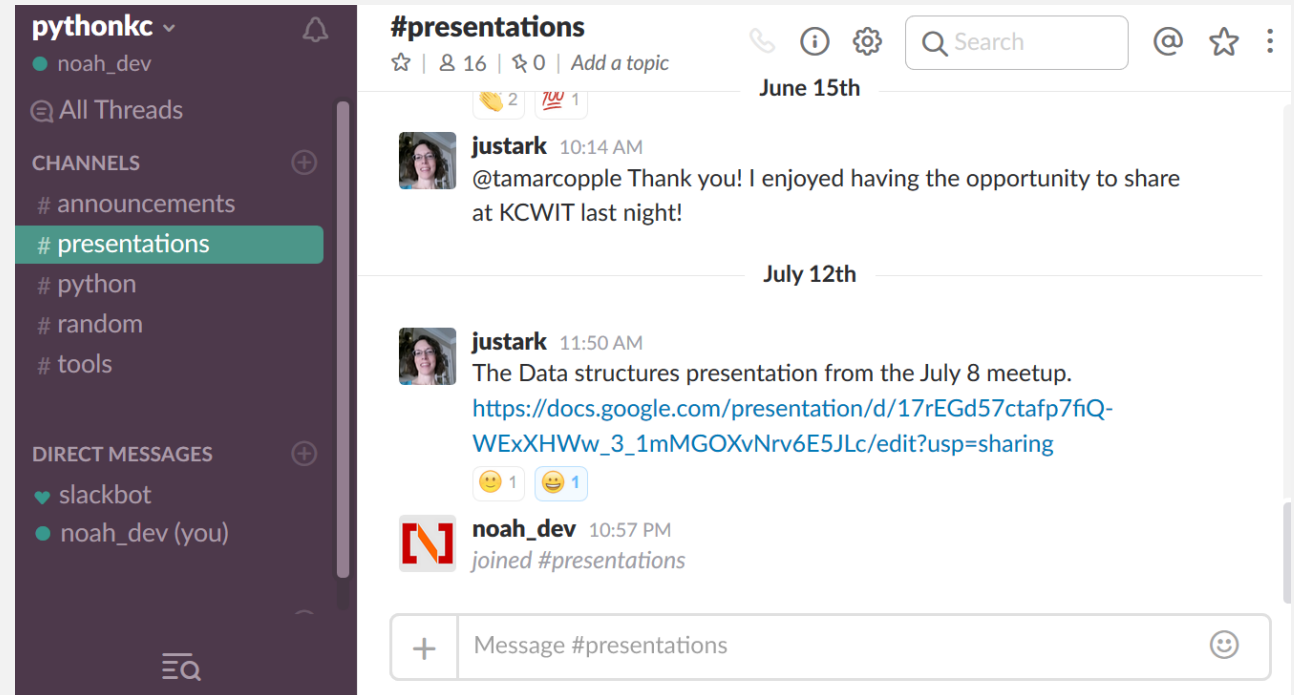 pythonkc
noah_dev
All Threads
CHANNELS
# announcements
# presentations
# python
# random
# tools
DIRECT MESSAGES
slackbot
noah_dev (you)
#presentations
16 | 0 | Add a topic
Search
June 15th
2 100 1
justark 10:14 AM
@tamarcopple Thank you! I enjoyed having the opportunity to share
at KCWIT last night!
July 12th
justark 11:50 AM
The Data structures presentation from the July 8 meetup.
https://docs.google.com/presentation/d/17rEGd57ctafp7fiQ-
WExXHWw_3_1mMGOXvNrv6E5JLc/edit?usp=sharing
1 1
[N] noah_dev 10:57 PM
joined #presentations
Message #presentations